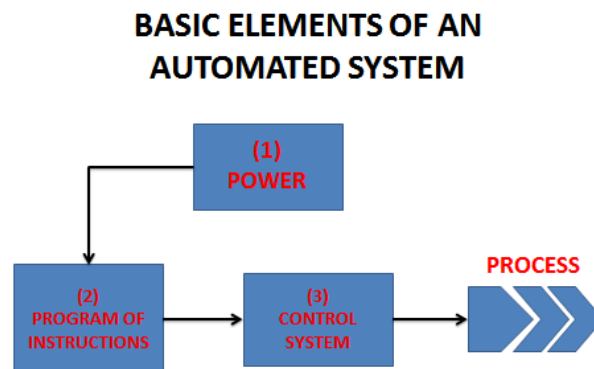 BASIC ELEMENTS OF AN
AUTOMATED SYSTEM
(1)
POWER
(2)
PROGRAM OF
INSTRUCTIONS
(3)
CONTROL
SYSTEM
PROCESS